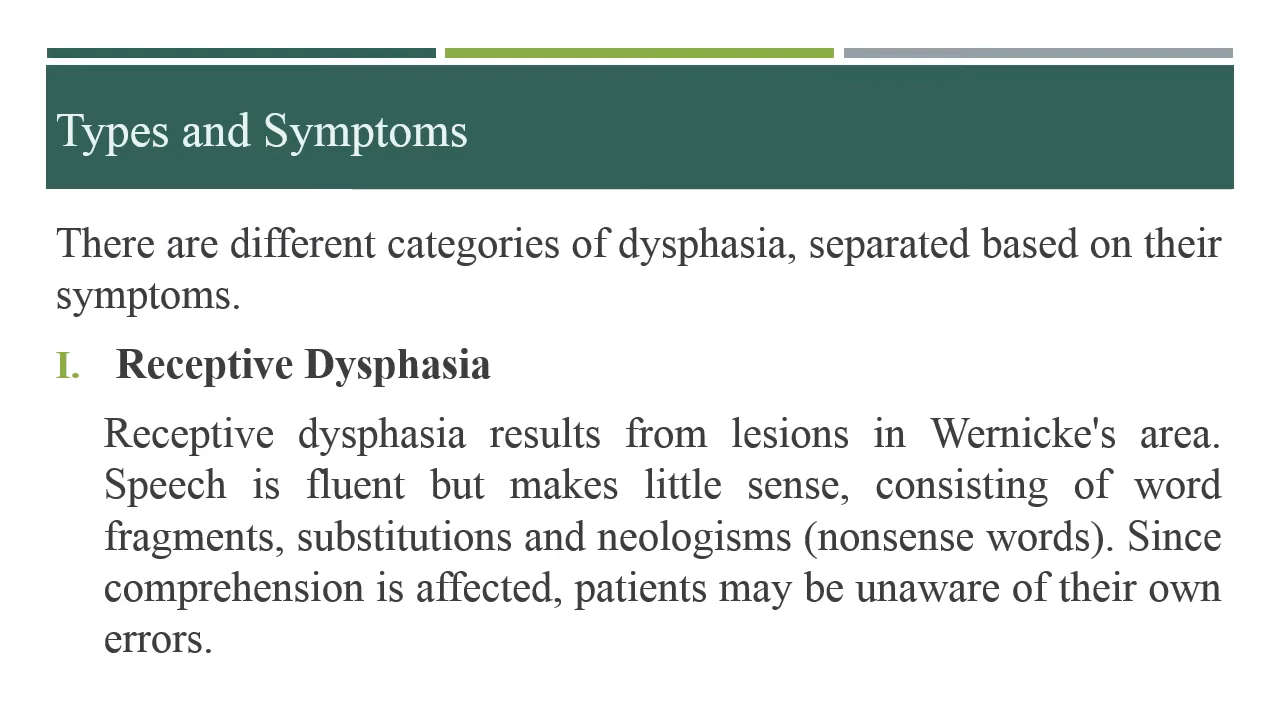 Types and Symptoms
There are different categories of dysphasia, separated based on their
symptoms.
I. Receptive Dysphasia
Receptive dysphasia results from lesions in Wernicke's area.
Speech is fluent but makes little sense, consisting of word
fragments, substitutions and neologisms (nonsense words). Since
comprehension is affected, patients may be unaware of their own
errors.